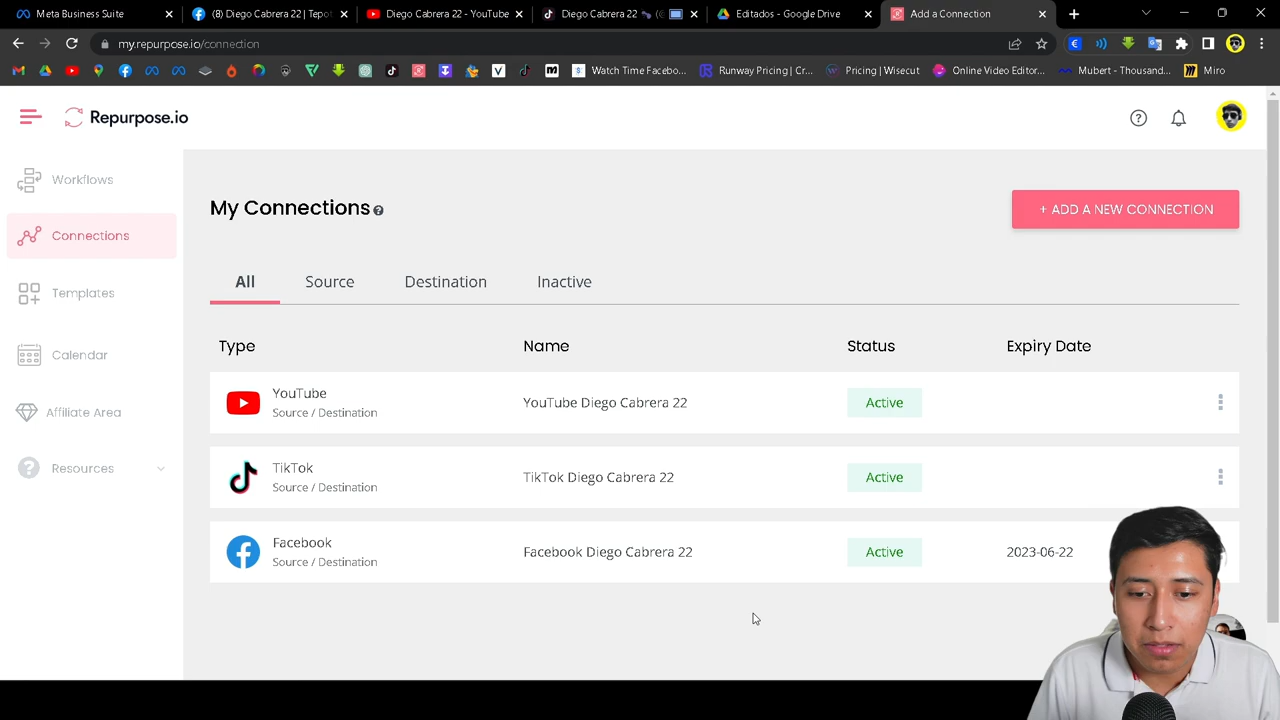 Meta Business Suite
(8) Diego Cabrera 22 | Tepot
Diego Cabrera 22 - YouTube
Diego Cabrera 22
Editados - Google Drive
Add a Connection
my.repurpose.io/connection
Watch Time Facebo...
Runway Pricing | Cr...
Pricing | Wisecut
Online Video Editor...
Mubert - Thousand...
Miro
Repurpose.io
Workflows
Connections
Templates
Calendar
Affiliate Area
Resources
My Connections
+ ADD A NEW CONNECTION
All
Source
Destination
Inactive
Type
Name
Status
Expiry Date
YouTube
Source / Destination
YouTube Diego Cabrera 22
Active
TikTok
Source / Destination
TikTok Diego Cabrera 22
Active
Facebook
Source / Destination
Facebook Diego Cabrera 22
Active
2023-06-22